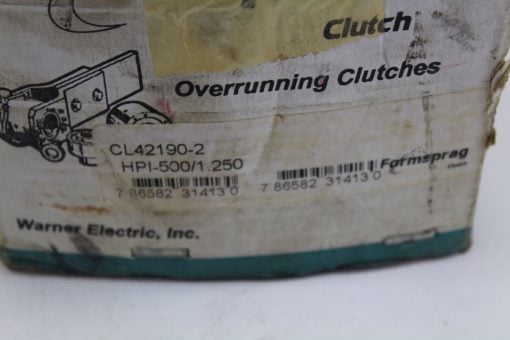 Clutch
Overrunning Clutches
CL42190-2
HPI-500/1.250
7 86582 31413 0
7 86582 31413 0
Formsprag
Clutch
Warner Electric, Inc.